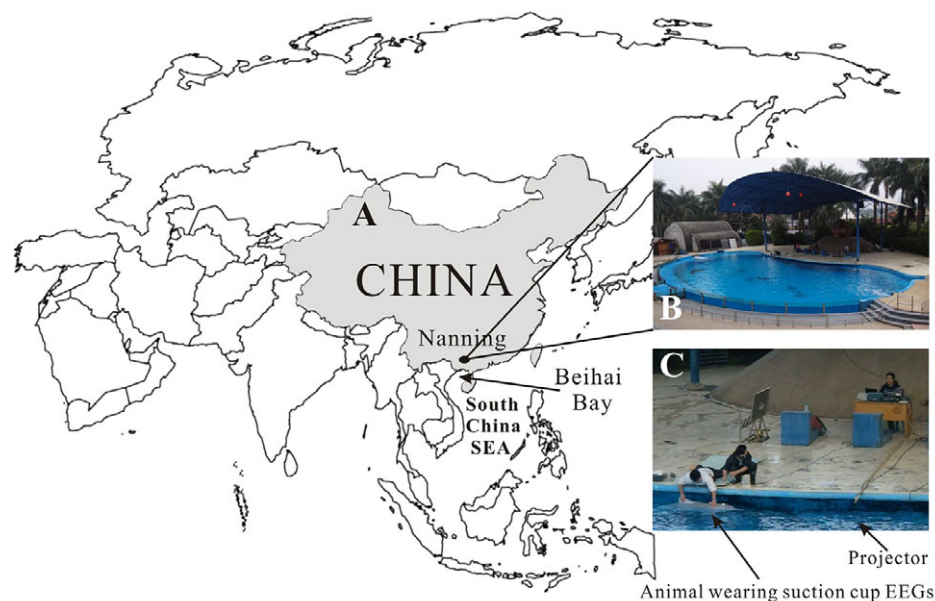 A
CHINA
Nanning
Beihai
Bay
South
China
SEA
B
C
Projector
Animal wearing suction cup EEGs